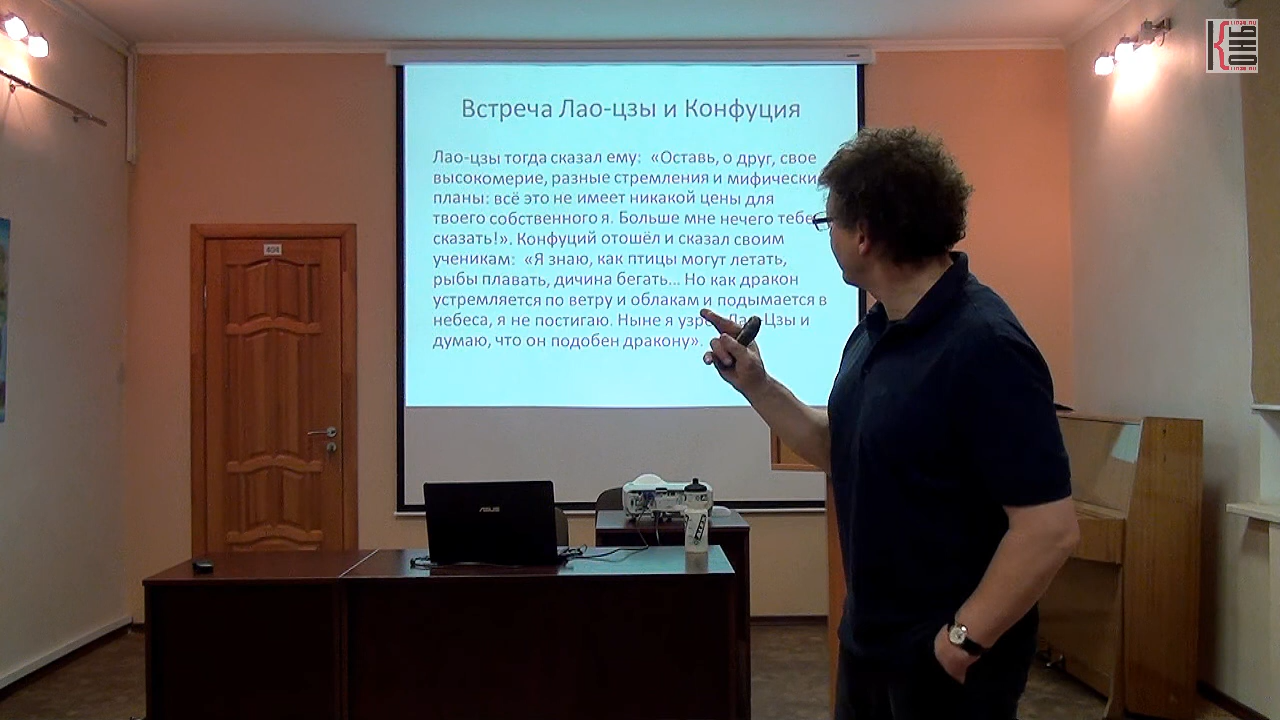 Встреча Лао-цзы и Конфуция
Лао-цзы тогда сказал ему: «Оставь, о друг, свое
высокомерие, разные стремления и мифически
планы: всё это не имеет никакой цены для
твоего собственного я. Больше мне нечего тебе
сказать!». Конфуций отошёл и сказал своим
ученикам: «Я знаю, как птицы могут летать,
рыбы плавать, дичина бегать... Но как дракон
устремляется по ветру и облакам и подымается в
небеса, я не постигаю. Ныне я Цзы и
думаю, что он подобен дракону».
ASUS